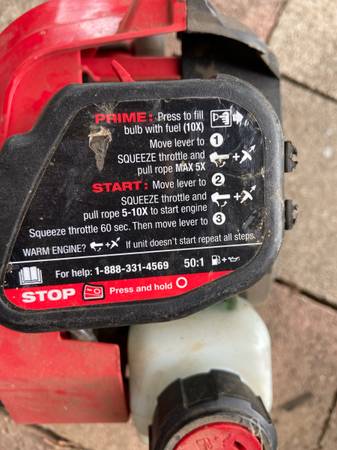 PRIME: Press to fill
bulb with fuel (10X)
Move lever to 1
SQUEEZE throttle and
pull rope MAX 5X
START: Move lever to 2
SQUEEZE throttle and
pull rope 5-10X to start engine
Squeeze throttle 60 sec. Then move lever to 3
WARM ENGINE? If unit doesn't start repeat all steps.
For help: 1-888-331-4569 50:1
STOP Press and hold